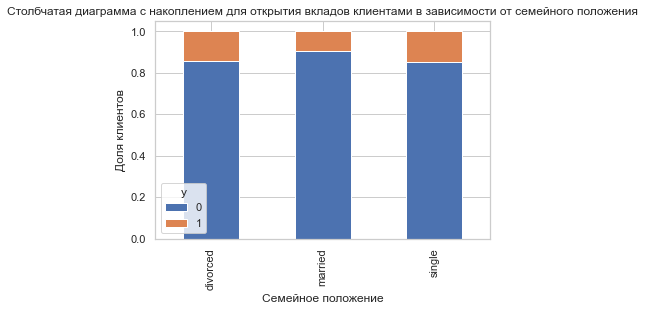 Столбчатая диаграмма с накоплением для открытия вкладов клиентами в зависимости от семейного положения
1.0
0.8
0.6
0.4
0.2
0.0
Доля клиентов
y
0
1
divorced
married
single
Семейное положение